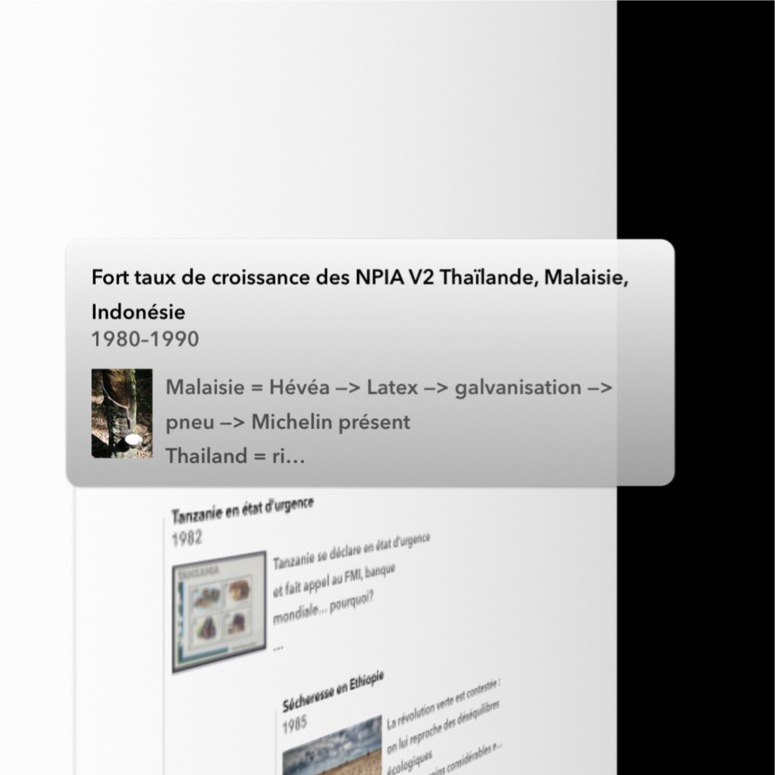 Fort taux de croissance des NPIA V2 Thaïlande, Malaisie,
Indonésie
1980–1990
Malaisie = Hévéa —> Latex —> galvanisation —>
pneu —> Michelin présent
Thailand = ri…
Tanzanie en état d'urgence
1982
TANZANIA
Tanzanie se déclare en état d'urgence
et fait appel au FMI, banque
mondiale... pourquoi?
...
Sécheresse en Ethiopie
1985
La révolution verte est contestée :
on lui reproche des déséquilibres
écologiques
considérables e...